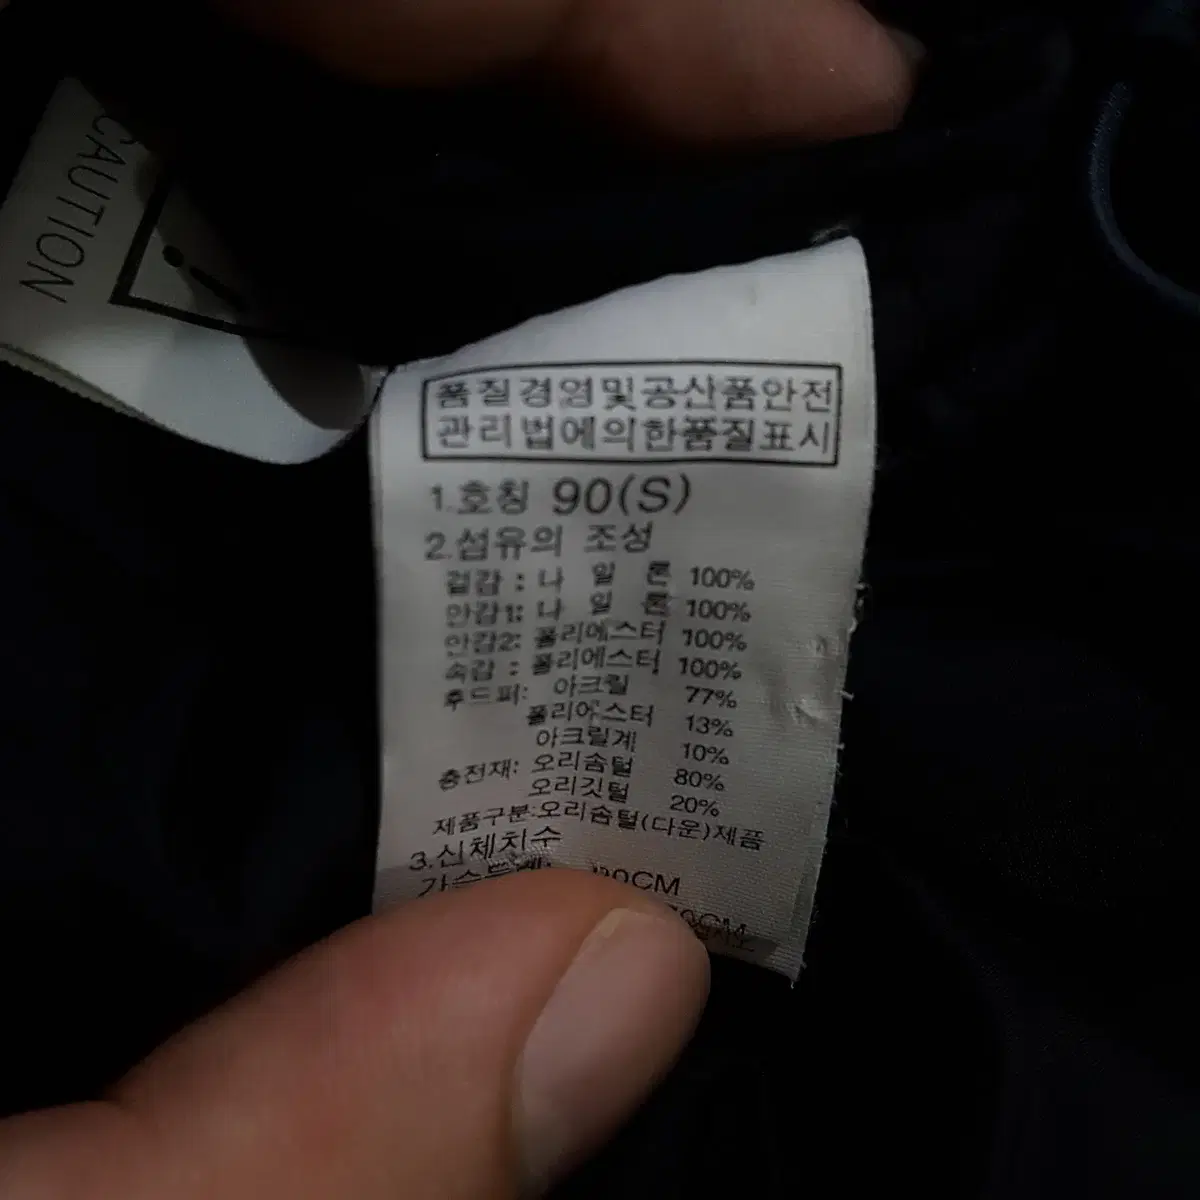 CAUTION
품질경영및공산품안전
관리법에의한품질표시
1.호칭 90(S)
2.섬유의 조성
겉감 : 나 일 론 100%
안감1: 나 일 론 100%
안감2: 폴리에스터 100%
속감 : 폴리에스터 100%
후드퍼: 아크릴 77%
폴리에스터 13%
아크릴계 10%
충전재: 오리솜털 80%
오리깃털 20%
제품구분:오리솜털(다운)제품
3.신체치수